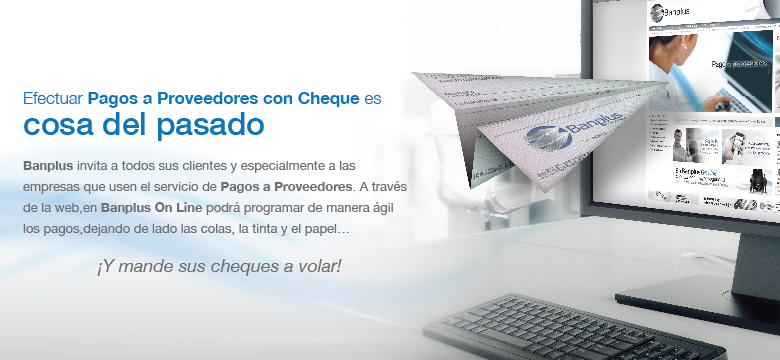 Efectuar Pagos a Proveedores con Cheque es
cosa del pasado
Banplus invita a todos sus clientes y especialmente a las
empresas que usen el servicio de Pagos a Proveedores. A través
de la web,en Banplus On Line podrá programar de manera ágil
los pagos,dejando de lado las colas, la tinta y el papel…
¡Y mande sus cheques a volar!
Banplus
Banplus
Pagos a proveedores